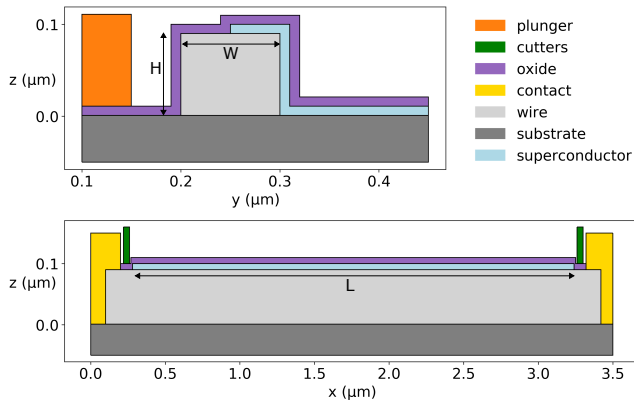 0.1
z (μm)
0.0
H
W
0.1
0.2
0.3
0.4
y (μm)
plunger
cutters
oxide
contact
wire
substrate
superconductor
0.1
z (μm)
0.0
L
0.0
0.5
1.0
1.5
2.0
2.5
3.0
3.5
x (μm)